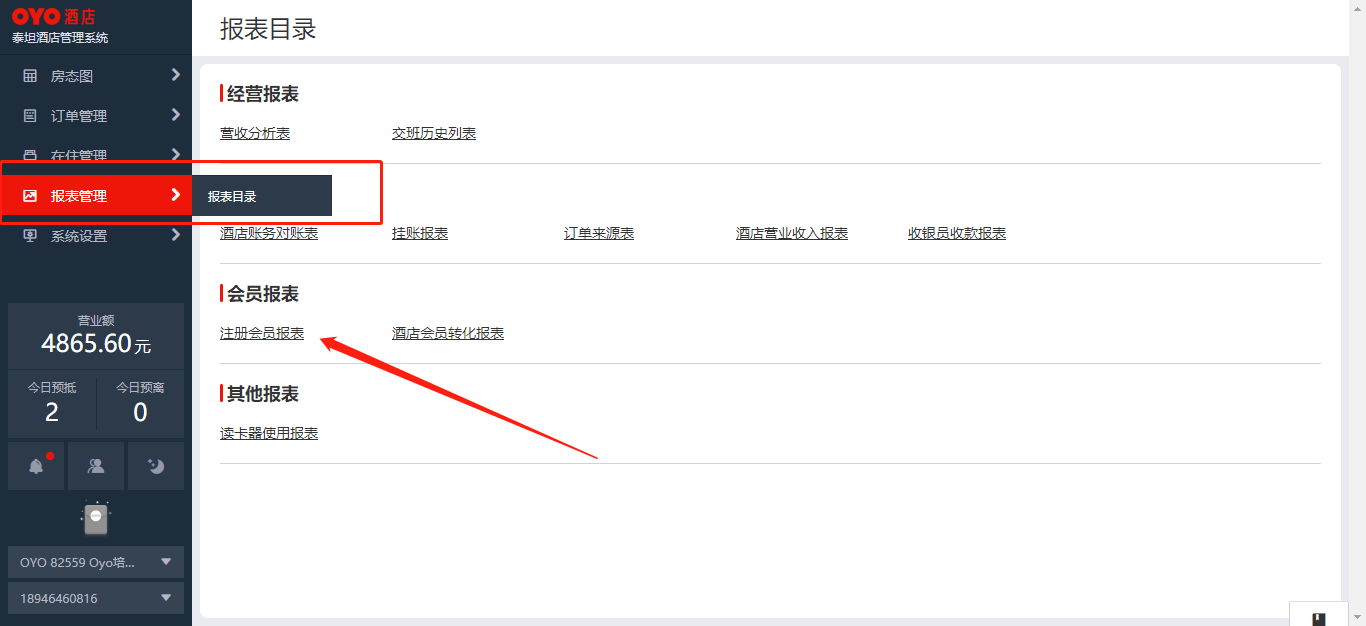 OYO 酒店
泰坦酒店管理系统
房态图
订单管理
在住管理
报表管理
报表目录
系统设置
营业额
4865.60元
今日预抵
今日预离
2
0
OYO 82559 Oyo培...
18946460816
报表目录
经营报表
营收分析表
交班历史列表
酒店账务对账表
挂账报表
订单来源表
酒店营业收入报表
收银员收款报表
会员报表
注册会员报表
酒店会员转化报表
其他报表
读卡器使用报表